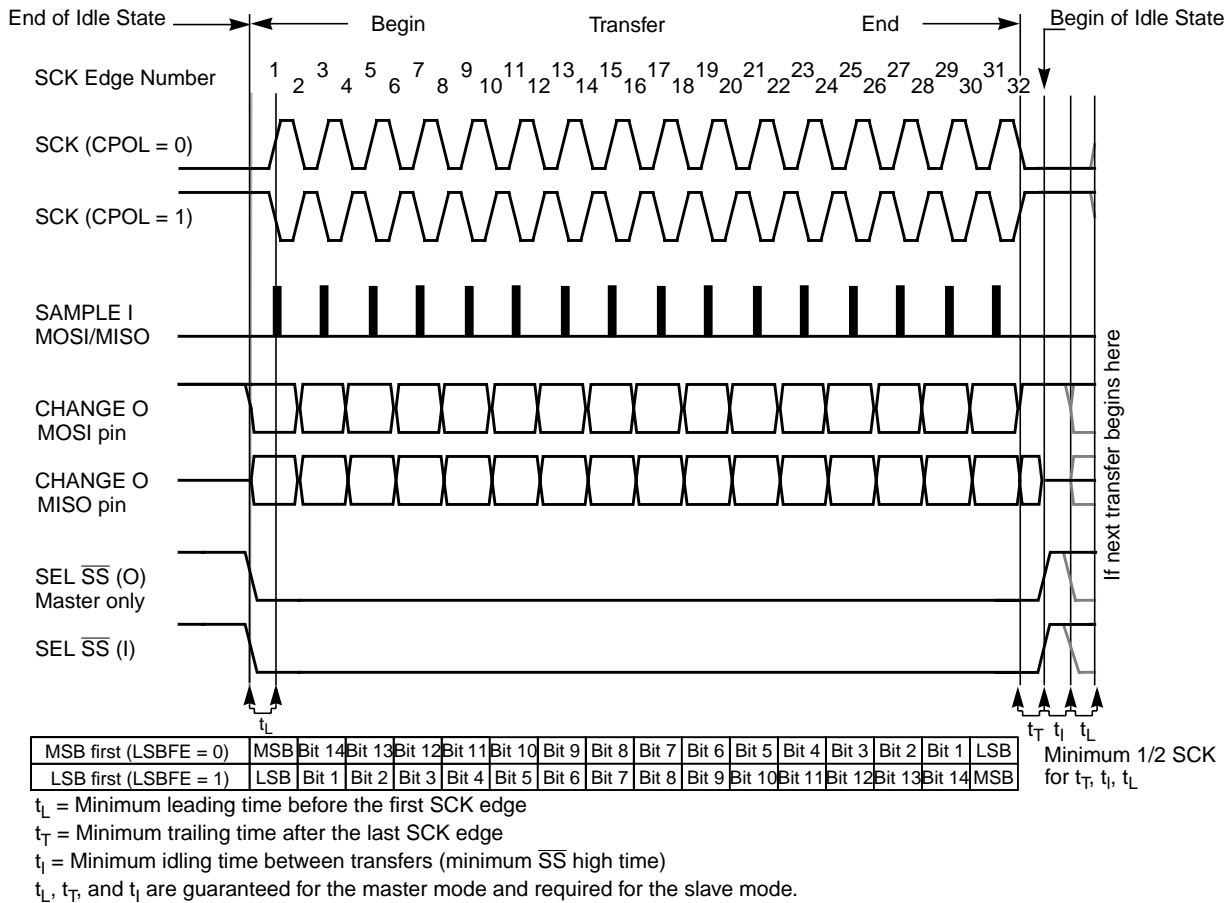 End of Idle State
Begin
Transfer
End
Begin of Idle State
SCK Edge Number
1 2 3 4 5 6 7 8 9 10 11 12 13 14 15 16 17 18 19 20 21 22 23 24 25 26 27 28 29 30 31 32
SCK (CPOL = 0)
SCK (CPOL = 1)
SAMPLE I
MOSI/MISO
CHANGE O
MOSI pin
CHANGE O
MISO pin
SEL S̅S̅ (O)
Master only
SEL S̅S̅ (I)
If next transfer begins here
tL
tT tI tL
MSB first (LSBFE = 0) MSB Bit 14 Bit 13 Bit 12 Bit 11 Bit 10 Bit 9 Bit 8 Bit 7 Bit 6 Bit 5 Bit 4 Bit 3 Bit 2 Bit 1 LSB
LSB first (LSBFE = 1) LSB Bit 1 Bit 2 Bit 3 Bit 4 Bit 5 Bit 6 Bit 7 Bit 8 Bit 9 Bit 10 Bit 11 Bit 12 Bit 13 Bit 14 MSB
Minimum 1/2 SCK
for tT, tI, tL
tL = Minimum leading time before the first SCK edge
tT = Minimum trailing time after the last SCK edge
tI = Minimum idling time between transfers (minimum S̅S̅ high time)
tL, tT, and tI are guaranteed for the master mode and required for the slave mode.